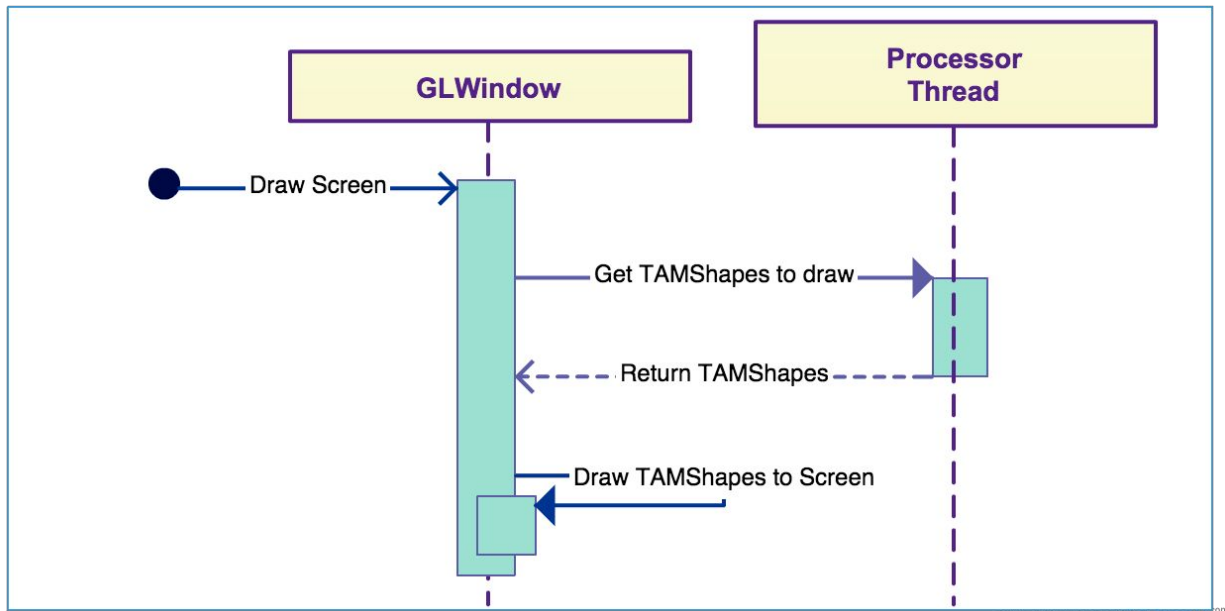 GLWindow
Processor
Thread
Draw Screen
Get TAMShapes to draw
Return TAMShapes
Draw TAMShapes to Screen